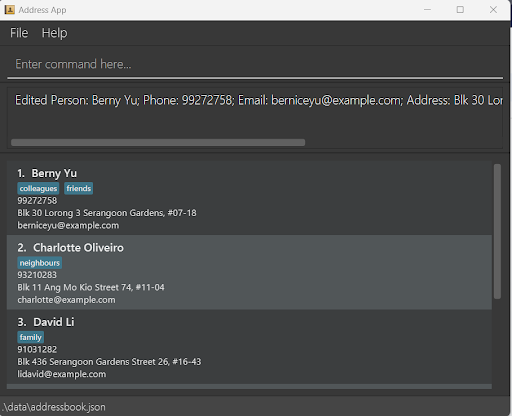 Address App
File Help
Enter command here...
Edited Person: Berny Yu; Phone: 99272758; Email: berniceyu@example.com; Address: Blk 30 Lor
1. Berny Yu
colleagues friends
99272758
Blk 30 Lorong 3 Serangoon Gardens, #07-18
berniceyu@example.com
2. Charlotte Oliveiro
neighbours
93210283
Blk 11 Ang Mo Kio Street 74, #11-04
charlotte@example.com
3. David Li
family
91031282
Blk 436 Serangoon Gardens Street 26, #16-43
lidavid@example.com
.\data\addressbook.json